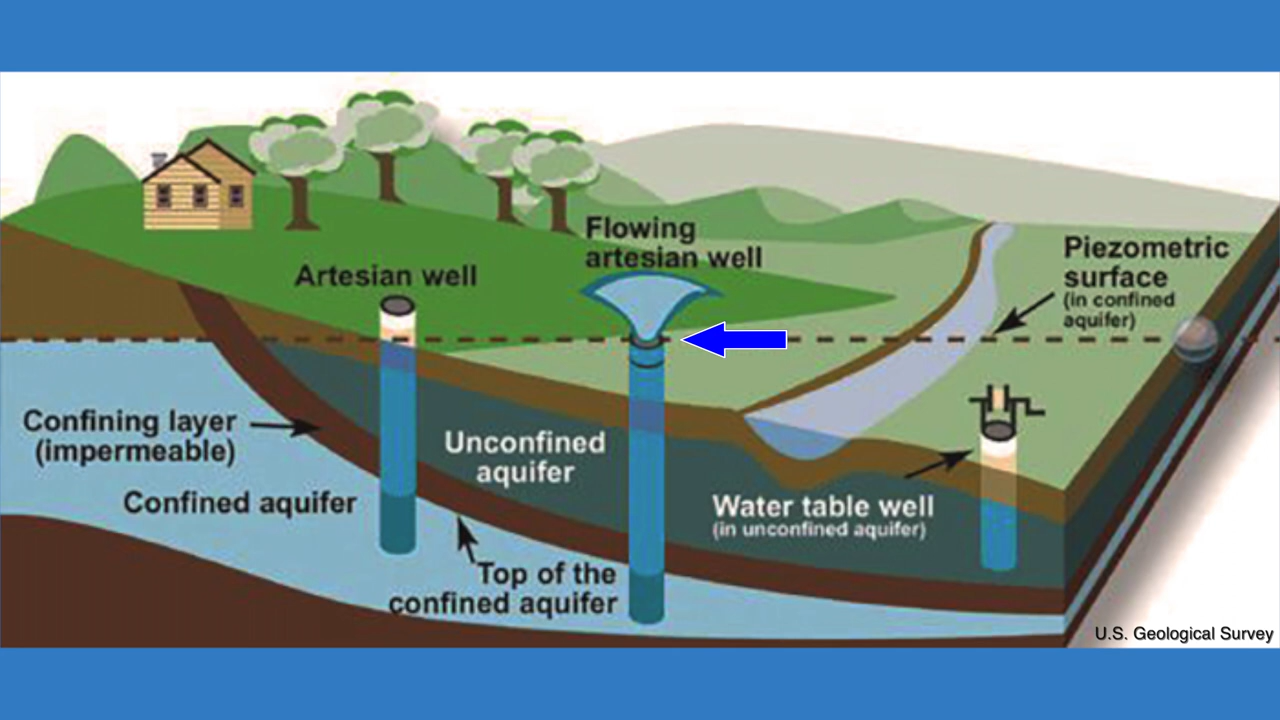 Flowing
artesian well
Artesian well
Piezometric
surface
(in confined
aquifer)
Confining layer
(impermeable)
Unconfined
aquifer
Confined aquifer
Water table well
(in unconfined aquifer)
Top of the
confined aquifer
U.S. Geological Survey